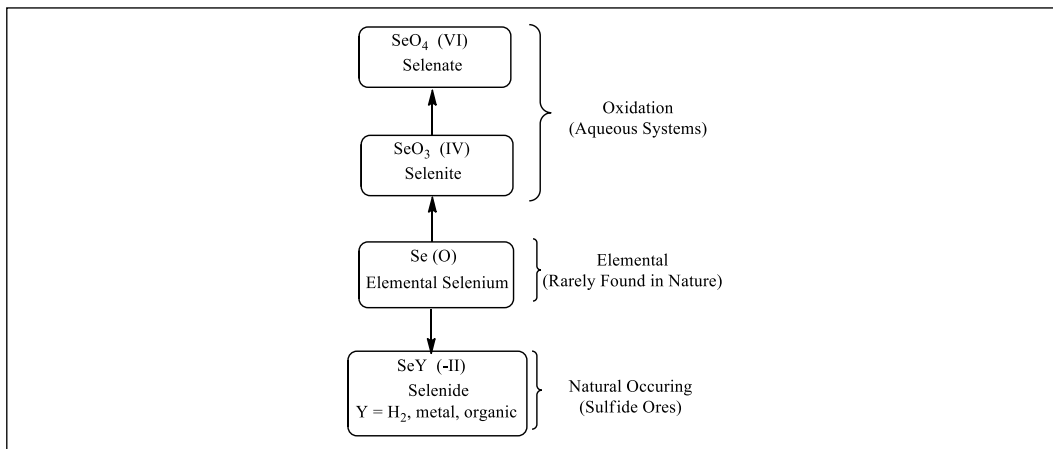 SeO₄ (VI)
Selenate
Oxidation
(Aqueous Systems)
SeO₃ (IV)
Selenite
Se (O)
Elemental Selenium
Elemental
(Rarely Found in Nature)
SeY (-II)
Selenide
Y = H₂, metal, organic
Natural Occuring
(Sulfide Ores)